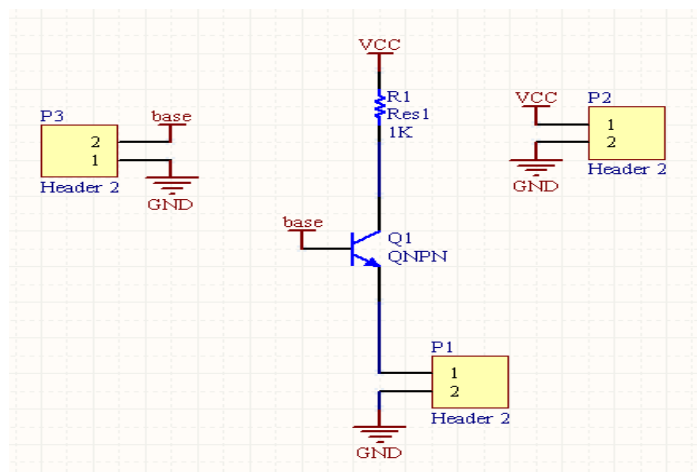 VCC
R1
Res1
1K
P3
base
2
1
Header 2
GND
VCC
P2
1
2
Header 2
GND
base
Q1
QNPN
P1
1
2
Header 2
GND